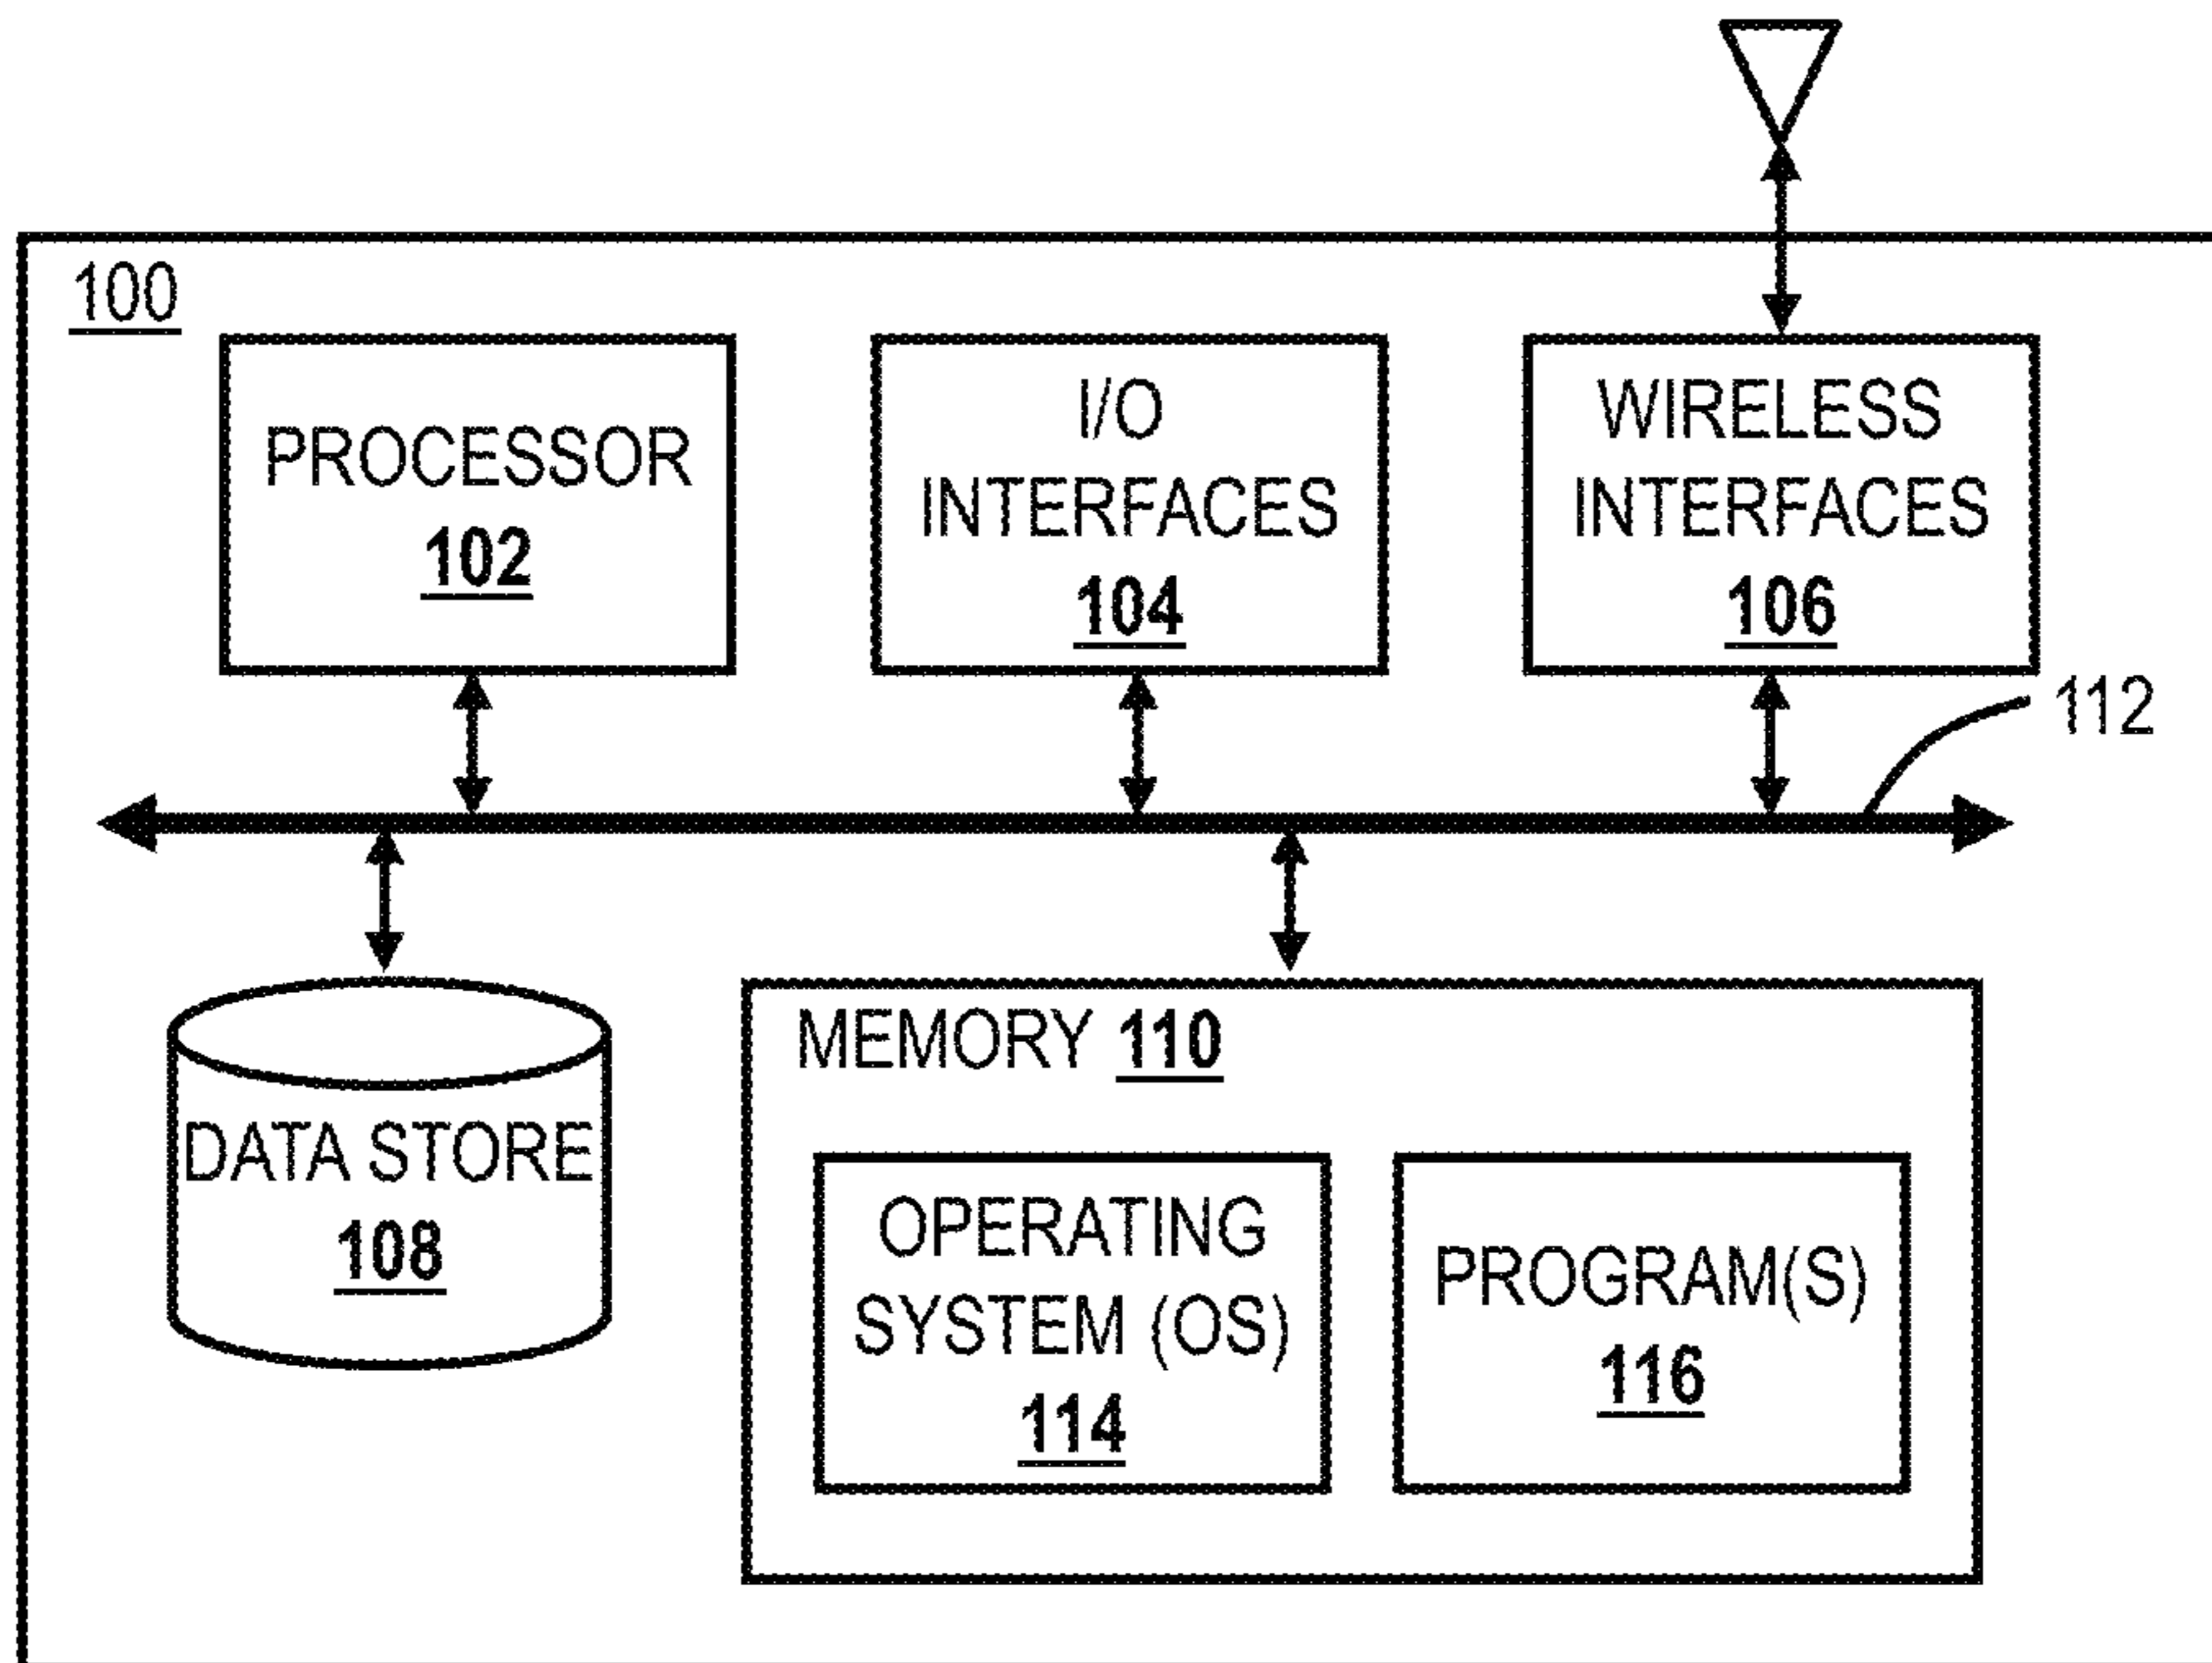 100
PROCESSOR
102
I/O
INTERFACES
104
WIRELESS
INTERFACES
106
112
DATA STORE
108
MEMORY 110
OPERATING
SYSTEM (OS)
114
PROGRAM(S)
116